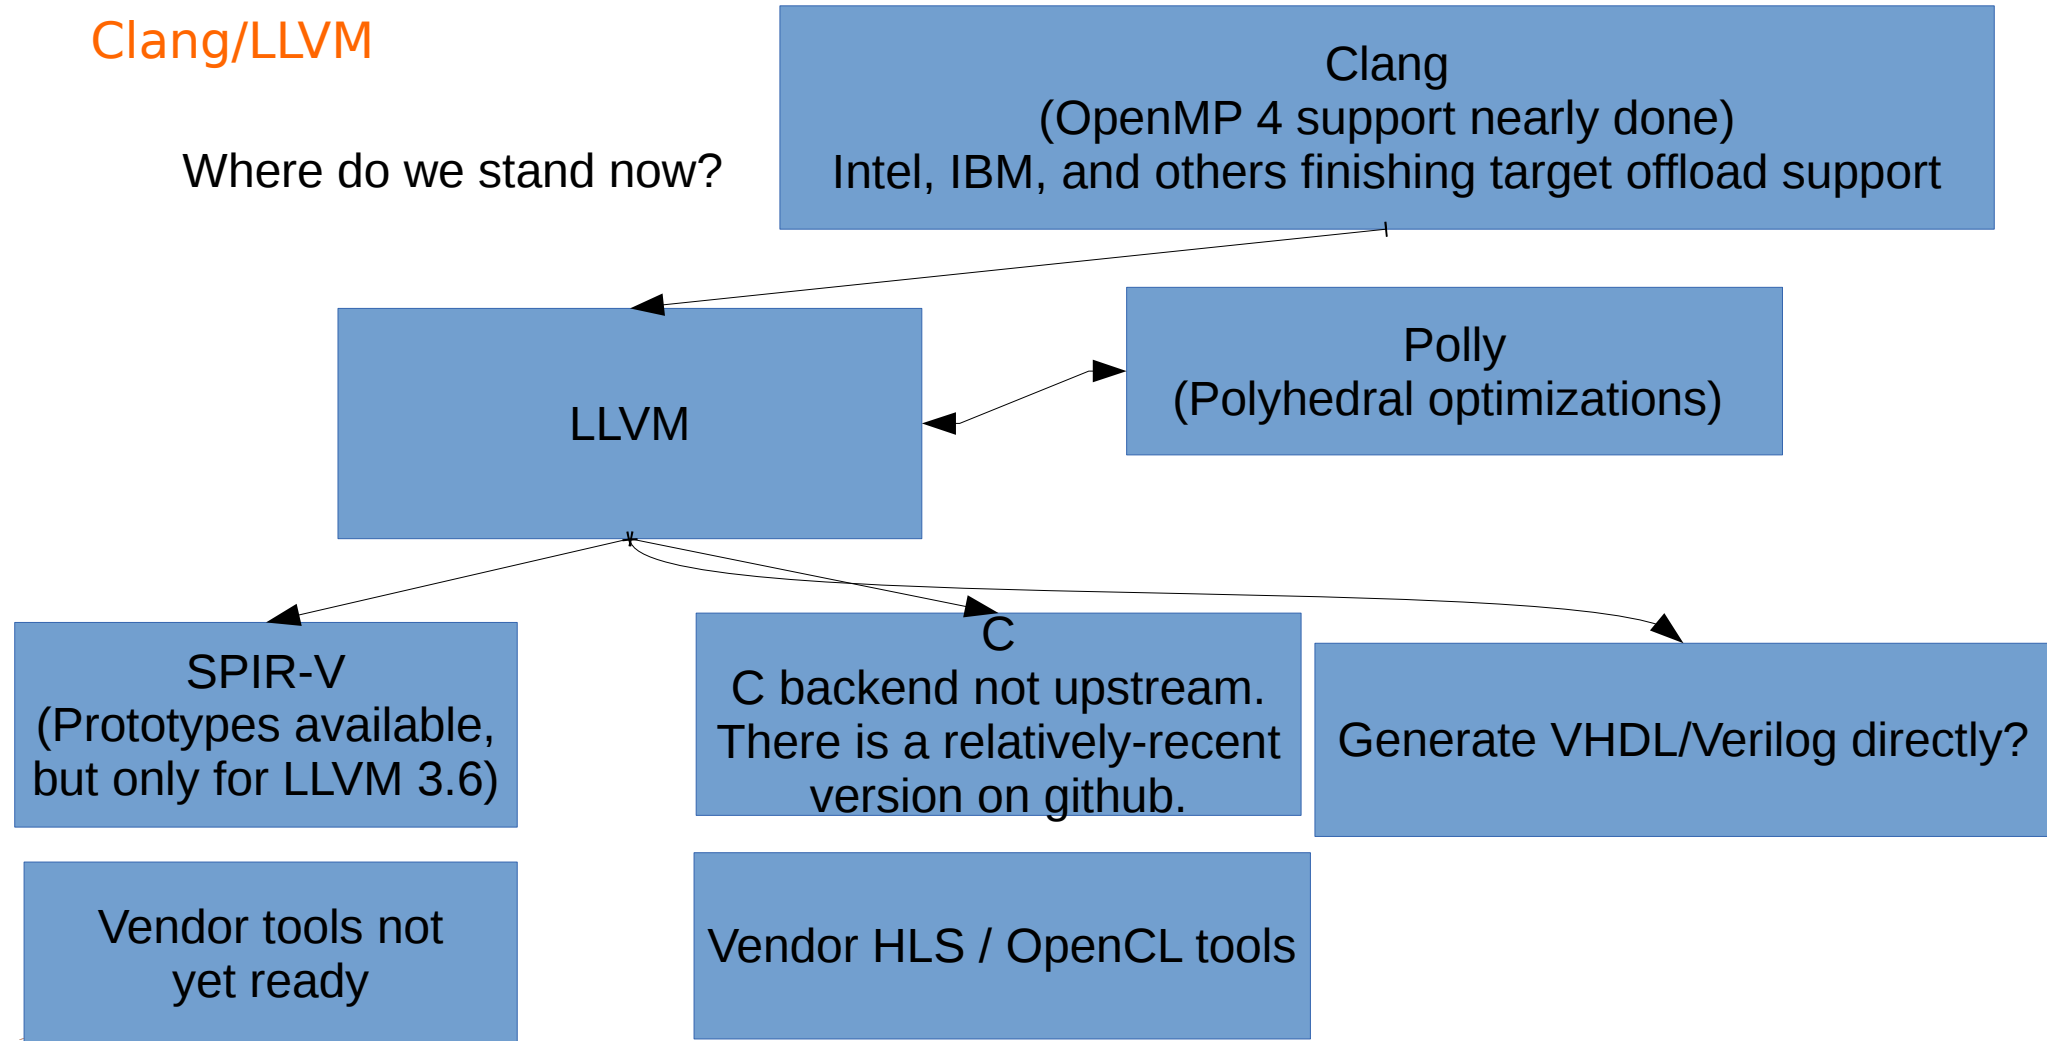 Clang/LLVM
Where do we stand now?
Clang
(OpenMP 4 support nearly done)
Intel, IBM, and others finishing target offload support
LLVM
Polly
(Polyhedral optimizations)
SPIR-V
(Prototypes available,
but only for LLVM 3.6)
C
C backend not upstream.
There is a relatively-recent
version on github.
Generate VHDL/Verilog directly?
Vendor tools not
yet ready
Vendor HLS / OpenCL tools